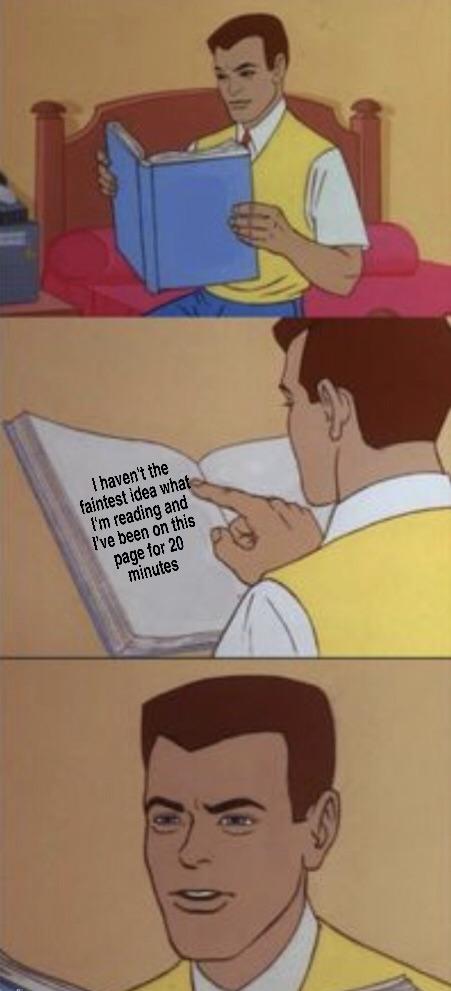 I haven't the
faintest idea what
I'm reading and
I've been on this
page for 20
minutes